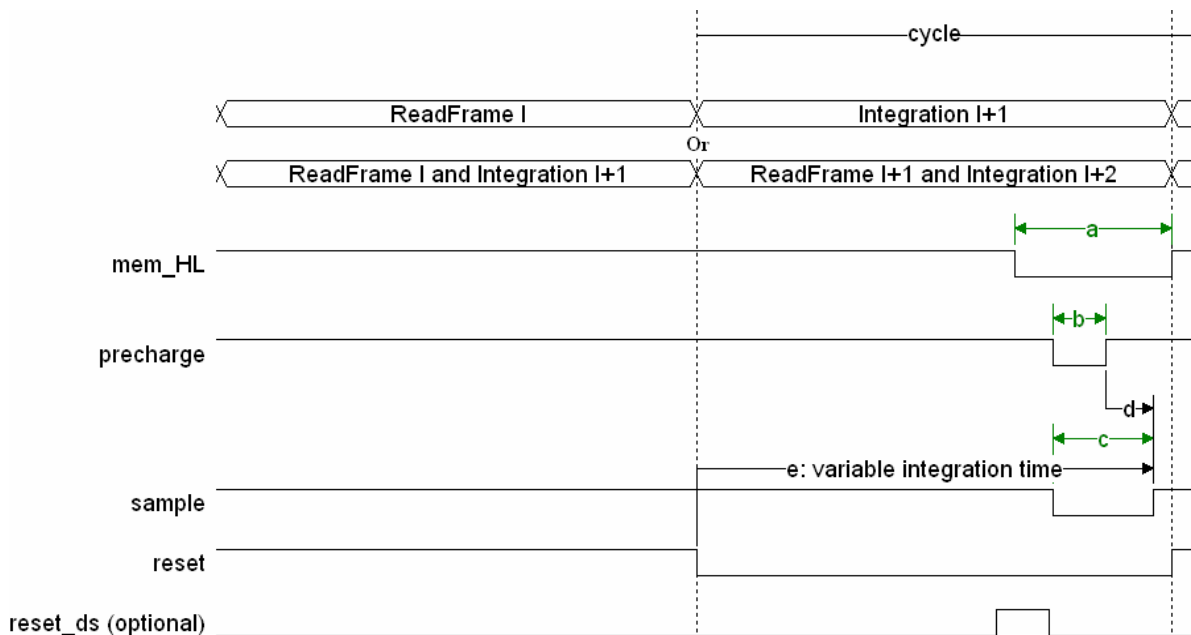 cycle
ReadFrame I
Integration I+1
Or
ReadFrame I and Integration I+1
ReadFrame I+1 and Integration I+2
a
mem_HL
b
precharge
d
c
e: variable integration time
sample
reset
reset_ds (optional)